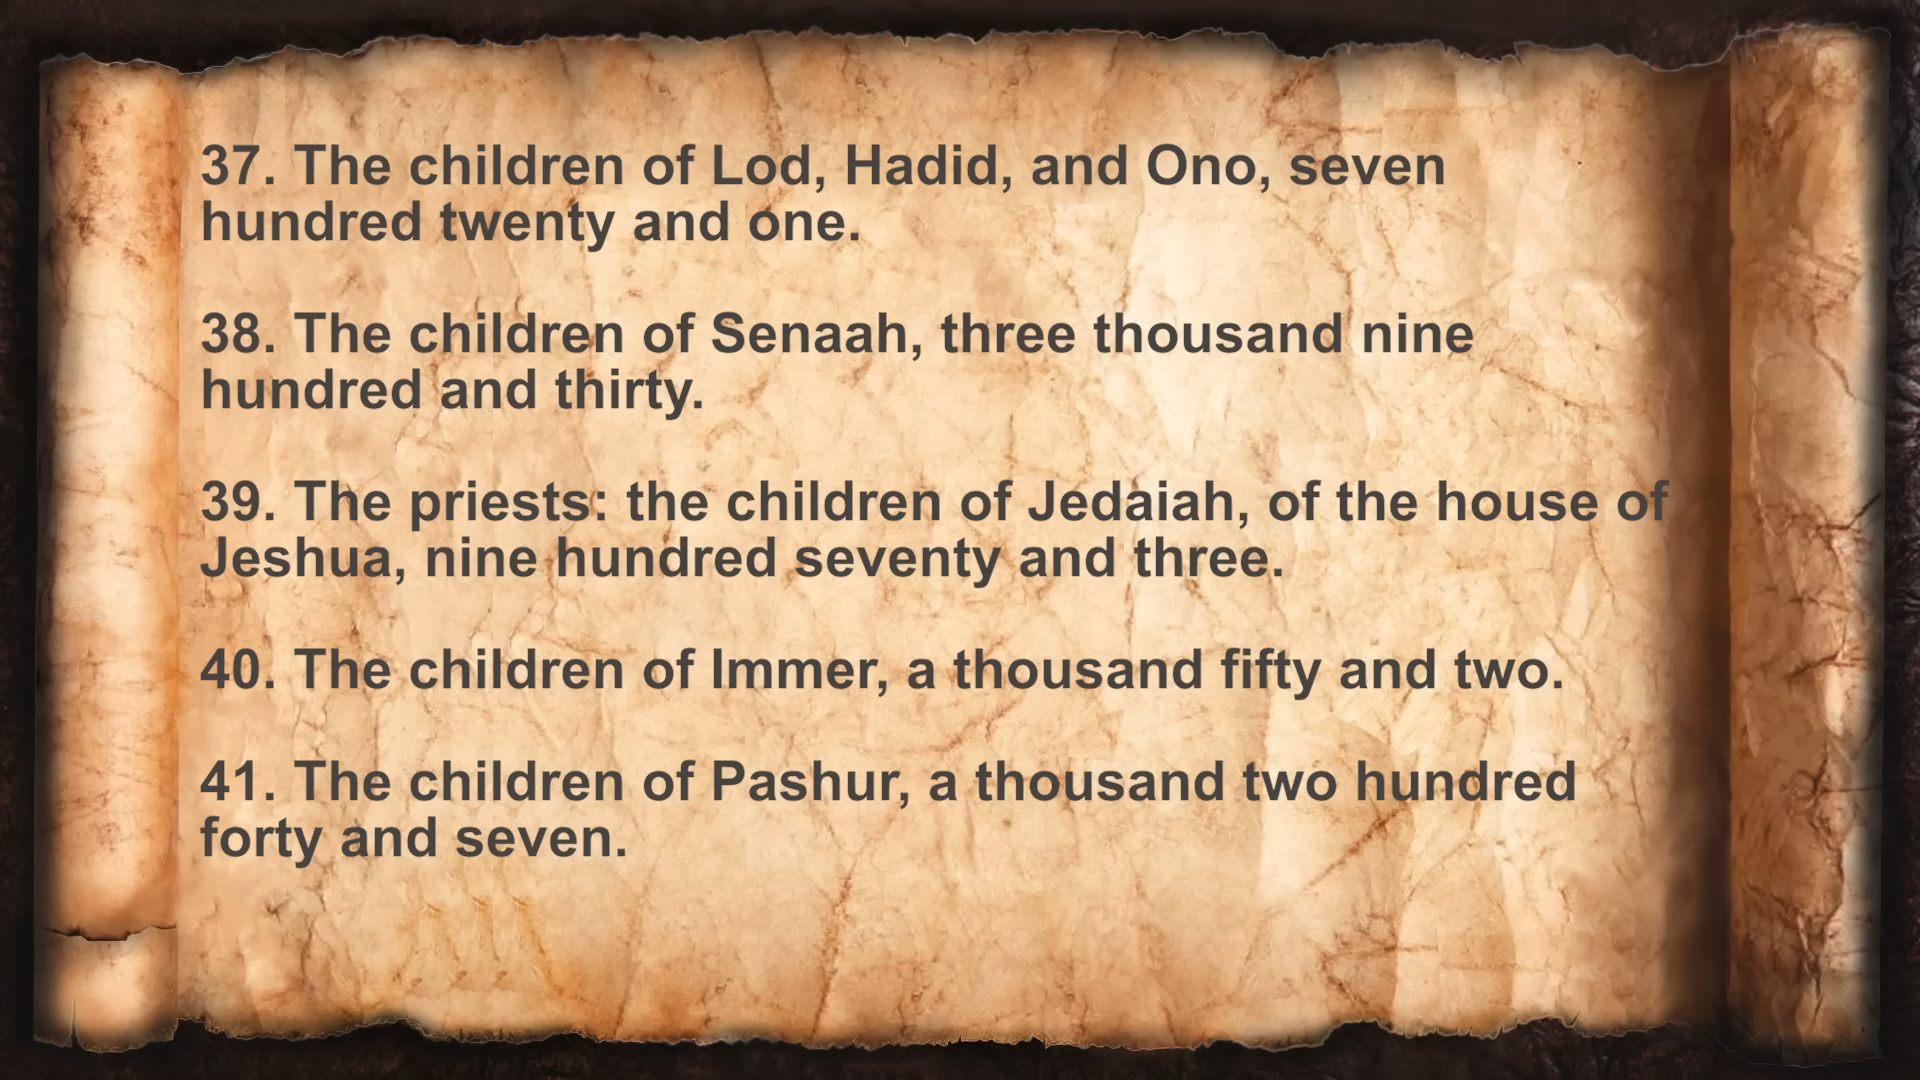 37. The children of Lod, Hadid, and Ono, seven
hundred twenty and one.
38. The children of Senaah, three thousand nine
hundred and thirty.
39. The priests: the children of Jedaiah, of the house of
Jeshua, nine hundred seventy and three.
40. The children of Immer, a thousand fifty and two.
41. The children of Pashur, a thousand two hundred
forty and seven.